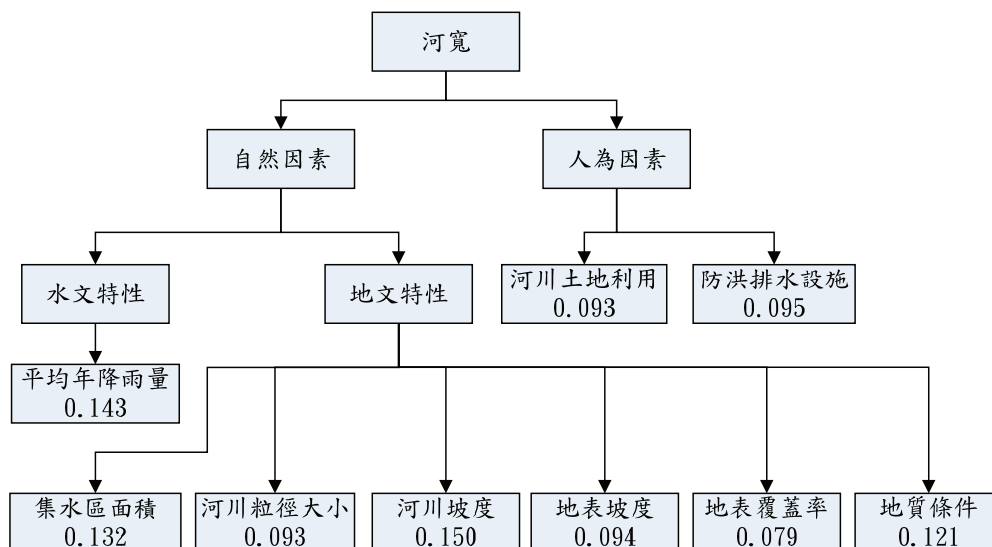 河寬
自然因素
人為因素
水文特性
地文特性
河川土地利用
0.093
防洪排水設施
0.095
平均年降雨量
0.143
集水區面積
0.132
河川粒徑大小
0.093
河川坡度
0.150
地表坡度
0.094
地表覆蓋率
0.079
地質條件
0.121